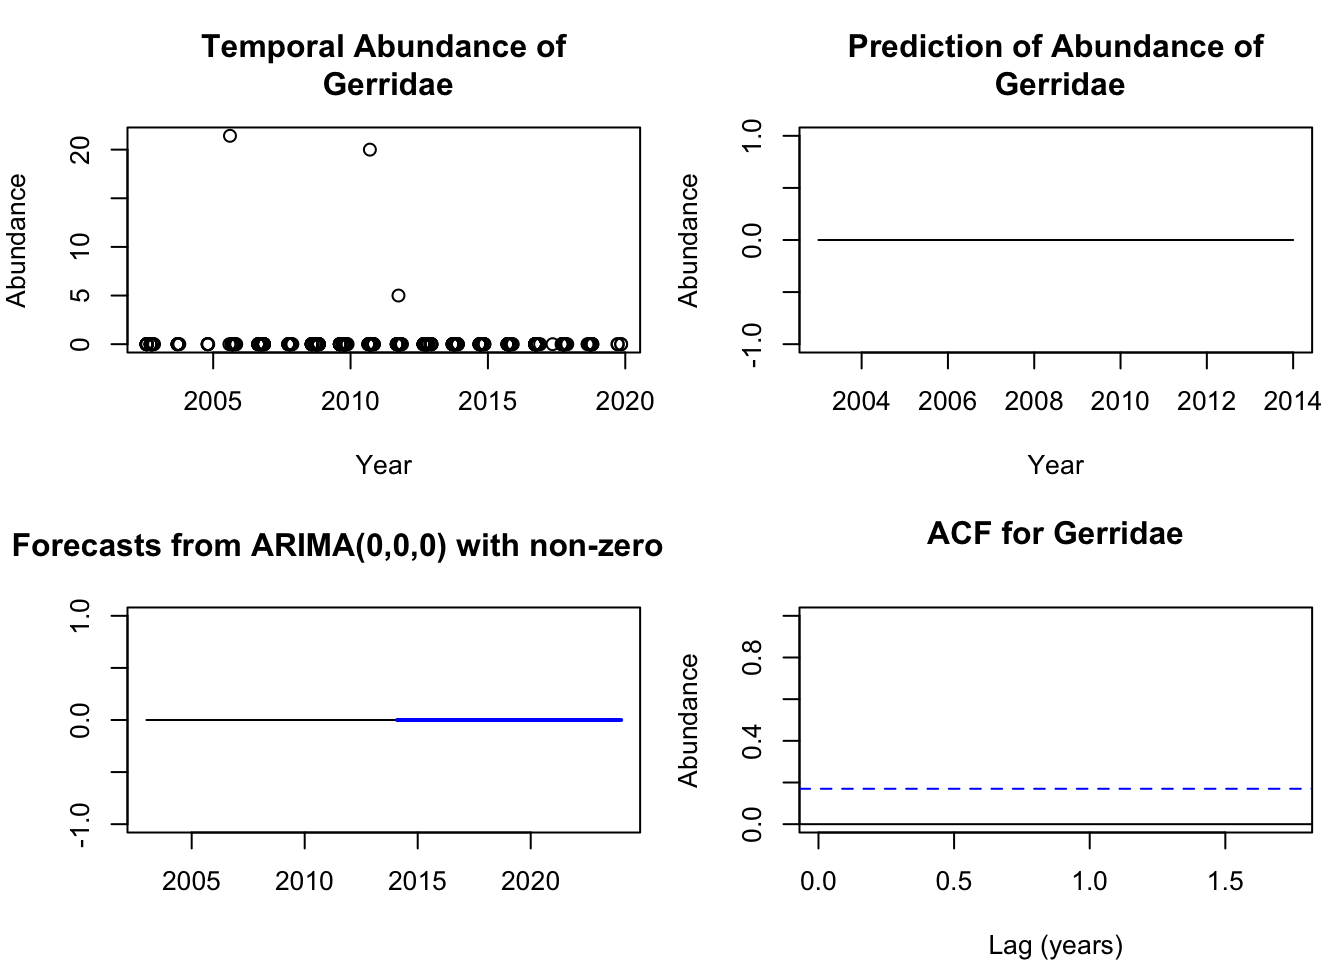 Temporal Abundance of
Gerridae
Abundance
20
10
5
0
2005 2010 2015 2020
Year
Prediction of Abundance of
Gerridae
Abundance
1.0
0.0
-1.0
2004 2006 2008 2010 2012 2014
Year
Forecasts from ARIMA(0,0,0) with non-zero
1.0
0.0
-1.0
2005 2010 2015 2020
ACF for Gerridae
Abundance
0.8
0.4
0.0
0.0 0.5 1.0 1.5
Lag (years)